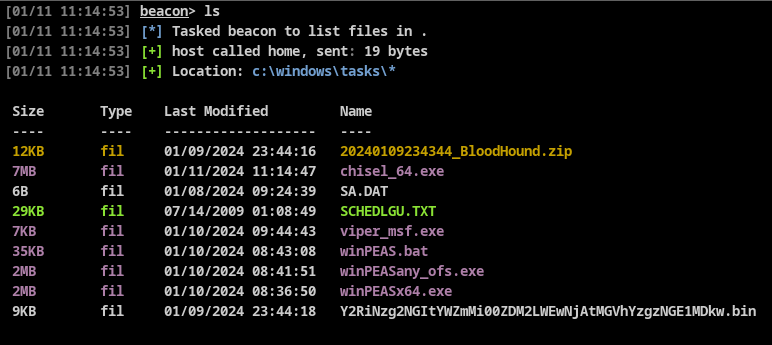 [01/11 11:14:53] beacon> ls
[01/11 11:14:53] [*] Tasked beacon to list files in .
[01/11 11:14:53] [+] host called home, sent: 19 bytes
[01/11 11:14:53] [+] Location: c:\windows\tasks\*
Size Type Last Modified Name
---- ---- ------------------- ----
12KB fil 01/09/2024 23:44:16 20240109234344_BloodHound.zip
7MB fil 01/11/2024 11:14:47 chisel_64.exe
6B fil 01/08/2024 09:24:39 SA.DAT
29KB fil 07/14/2009 01:08:49 SCHEDLGU.TXT
7KB fil 01/10/2024 09:44:43 viper_msf.exe
35KB fil 01/10/2024 08:43:08 winPEAS.bat
2MB fil 01/10/2024 08:41:51 winPEASany_ofs.exe
2MB fil 01/10/2024 08:36:50 winPEASx64.exe
9KB fil 01/09/2024 23:44:18 Y2RiNzg2NGItYWZmMi00ZDM2LWEwNjAtMGVhYzgzNGE1MDkw.bin